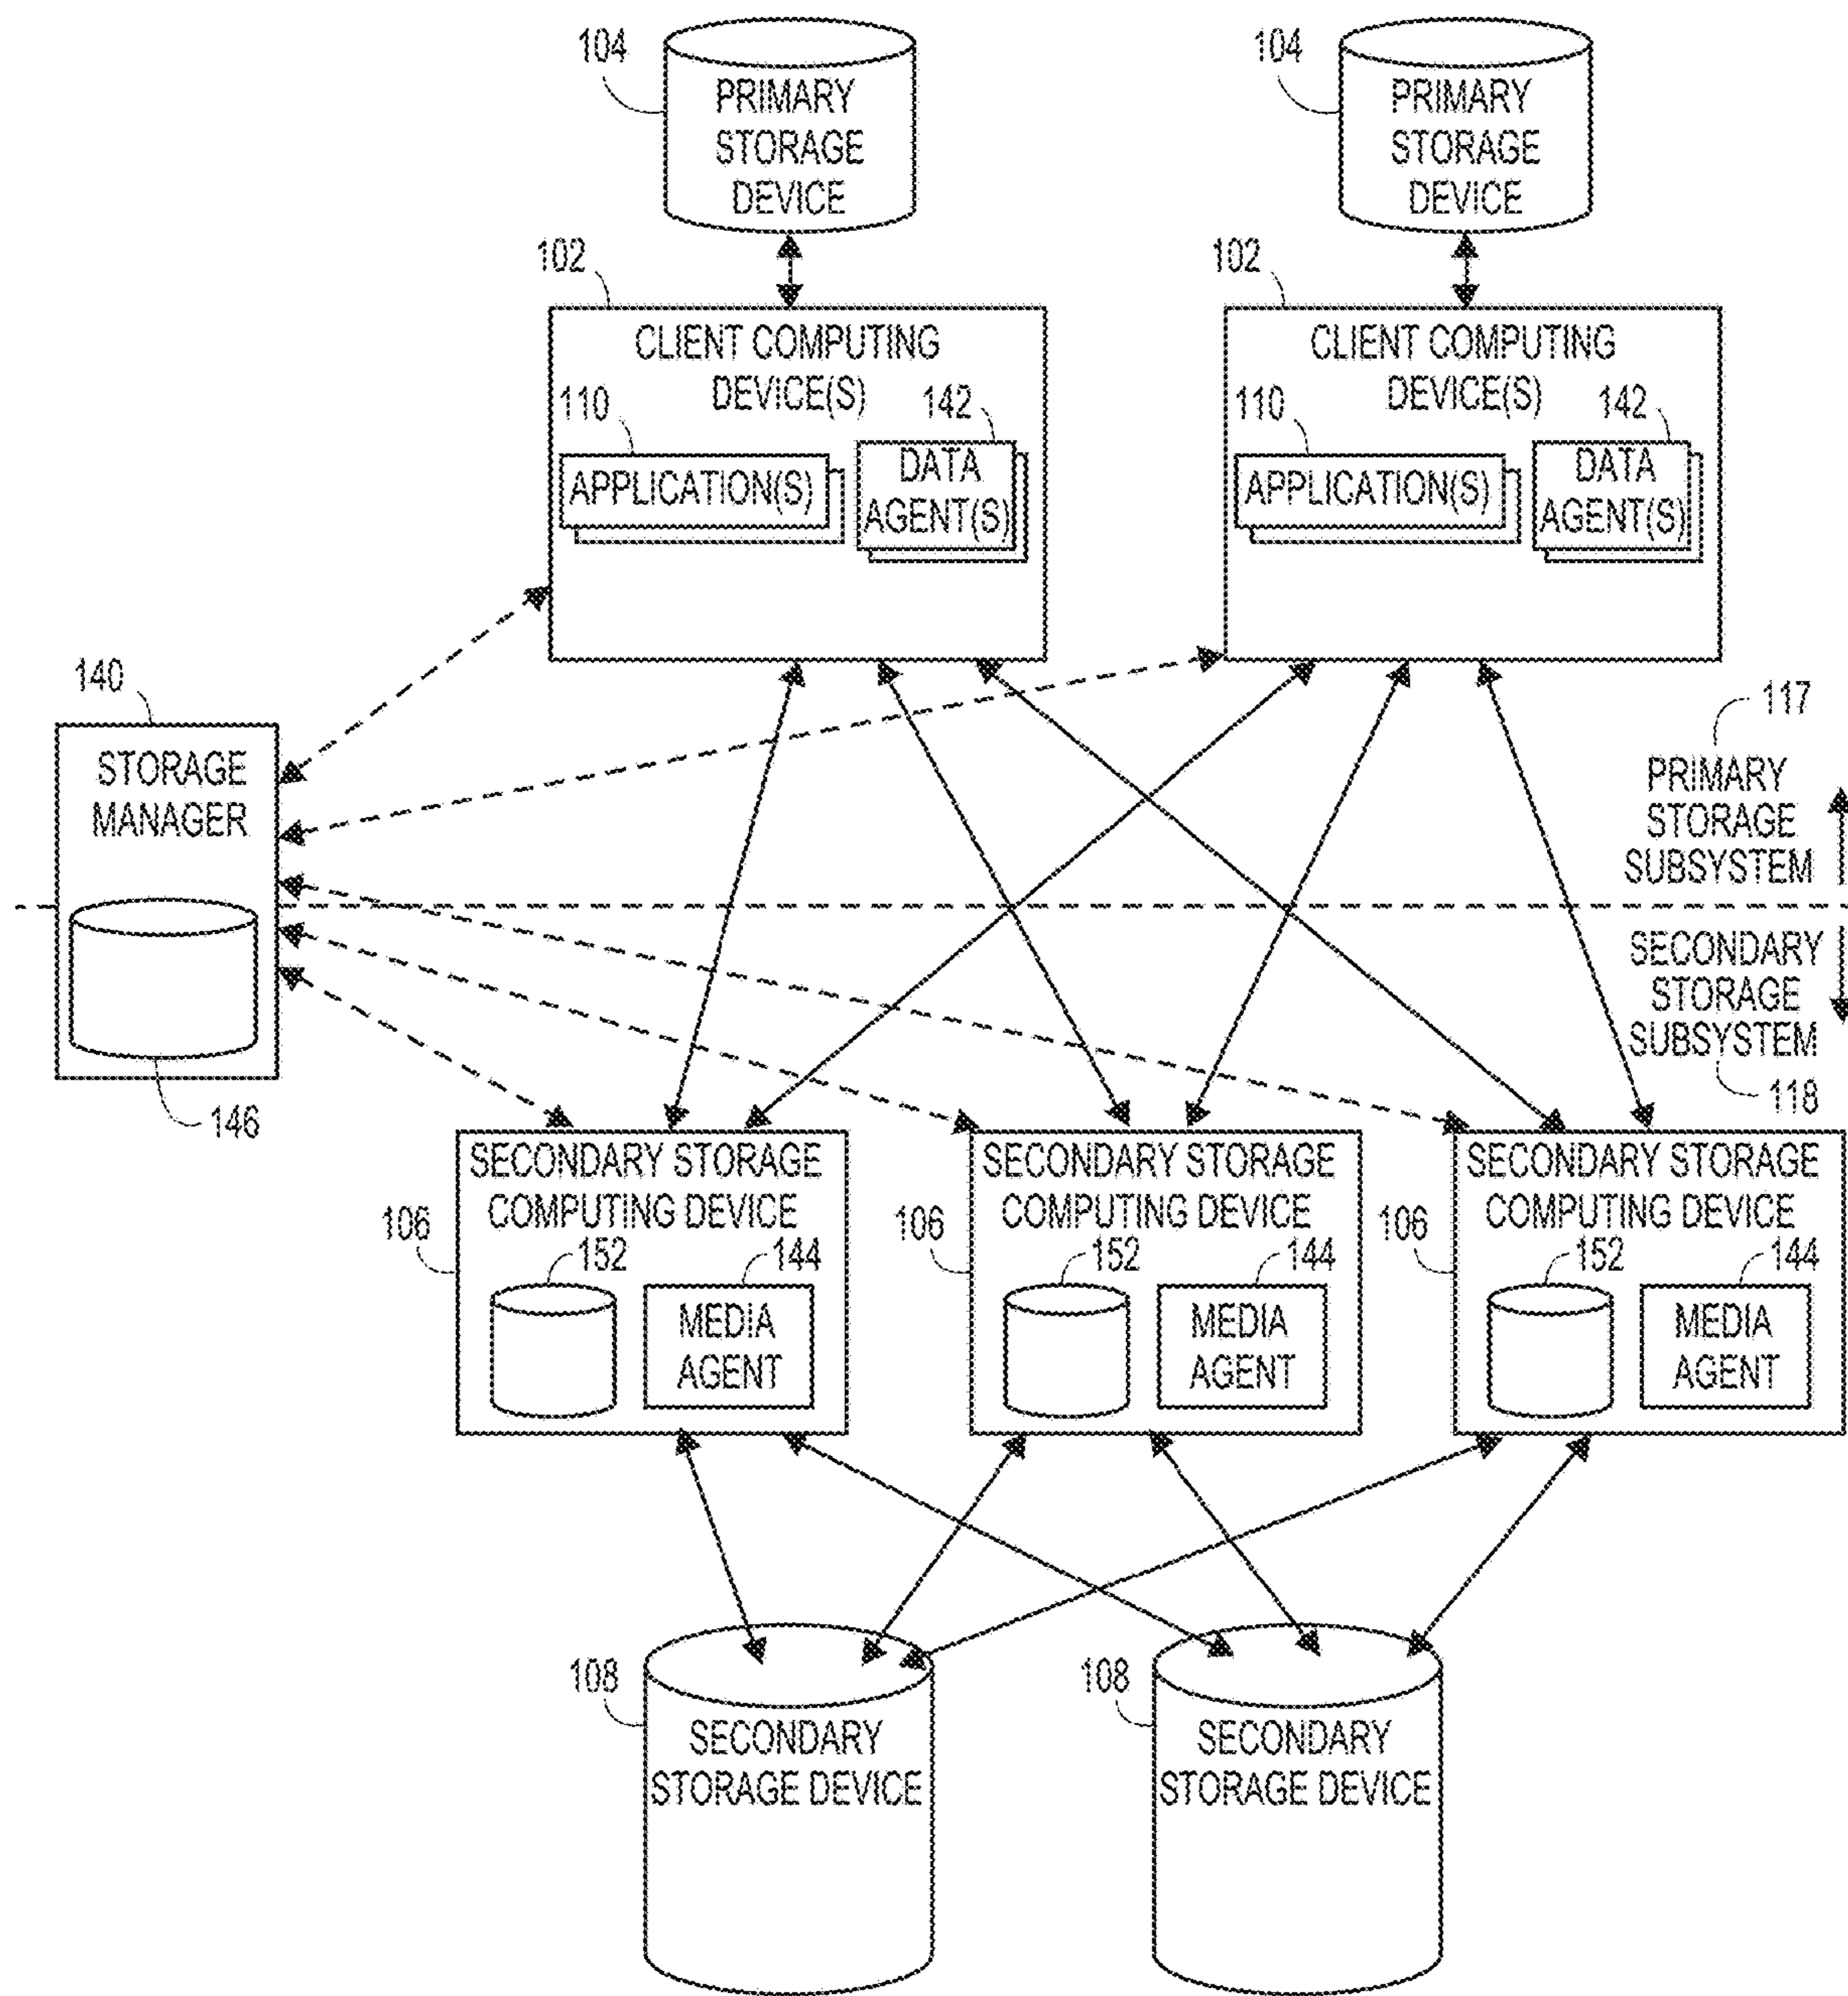 104
PRIMARY
STORAGE
DEVICE
104
PRIMARY
STORAGE
DEVICE
102
CLIENT COMPUTING
DEVICE(S)
110
APPLICATION(S)
142
DATA
AGENT(S)
102
CLIENT COMPUTING
DEVICE(S)
110
APPLICATION(S)
142
DATA
AGENT(S)
140
STORAGE
MANAGER
146
117
PRIMARY
STORAGE
SUBSYSTEM
SECONDARY
STORAGE
SUBSYSTEM
118
106
SECONDARY STORAGE
COMPUTING DEVICE
152
144
MEDIA
AGENT
106
SECONDARY STORAGE
COMPUTING DEVICE
152
144
MEDIA
AGENT
106
SECONDARY STORAGE
COMPUTING DEVICE
152
144
MEDIA
AGENT
108
SECONDARY
STORAGE DEVICE
108
SECONDARY
STORAGE DEVICE